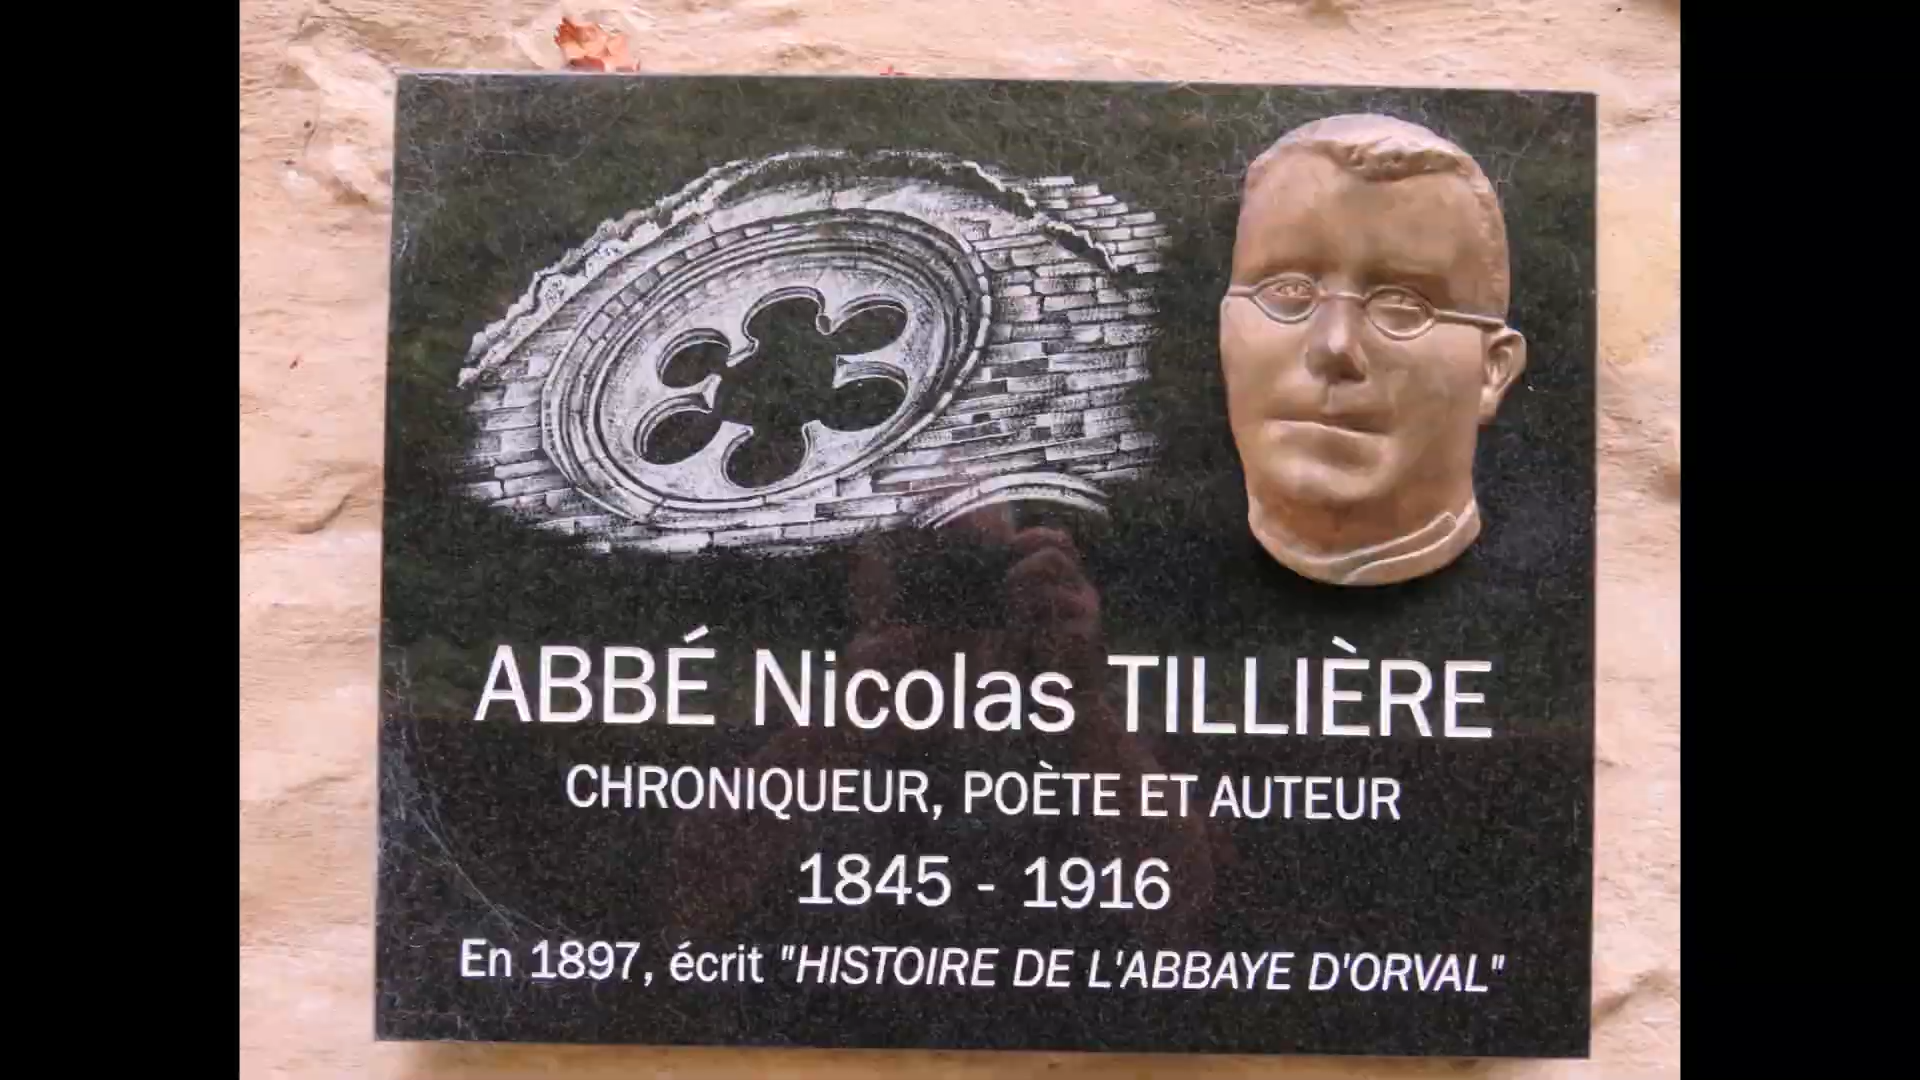 ABBÉ Nicolas TILLIÈRE
CHRONIQUEUR, POÈTE ET AUTEUR
1845 - 1916
En 1897, écrit "HISTOIRE DE L'ABBAYE D'ORVAL"